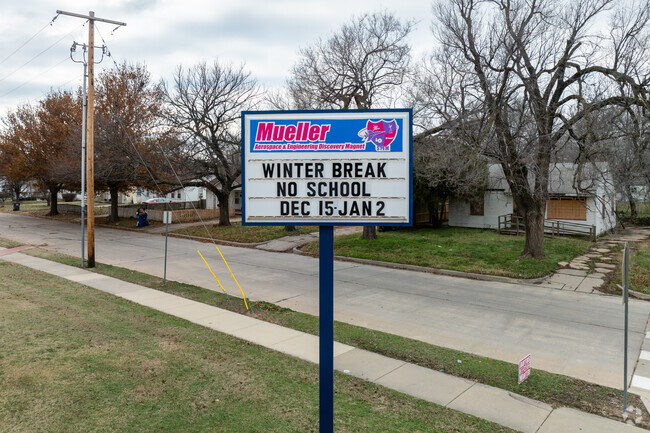 Mueller
Aerospace & Engineering Discovery Magnet
WINTER BREAK
NO SCHOOL
DEC 15-JAN 2